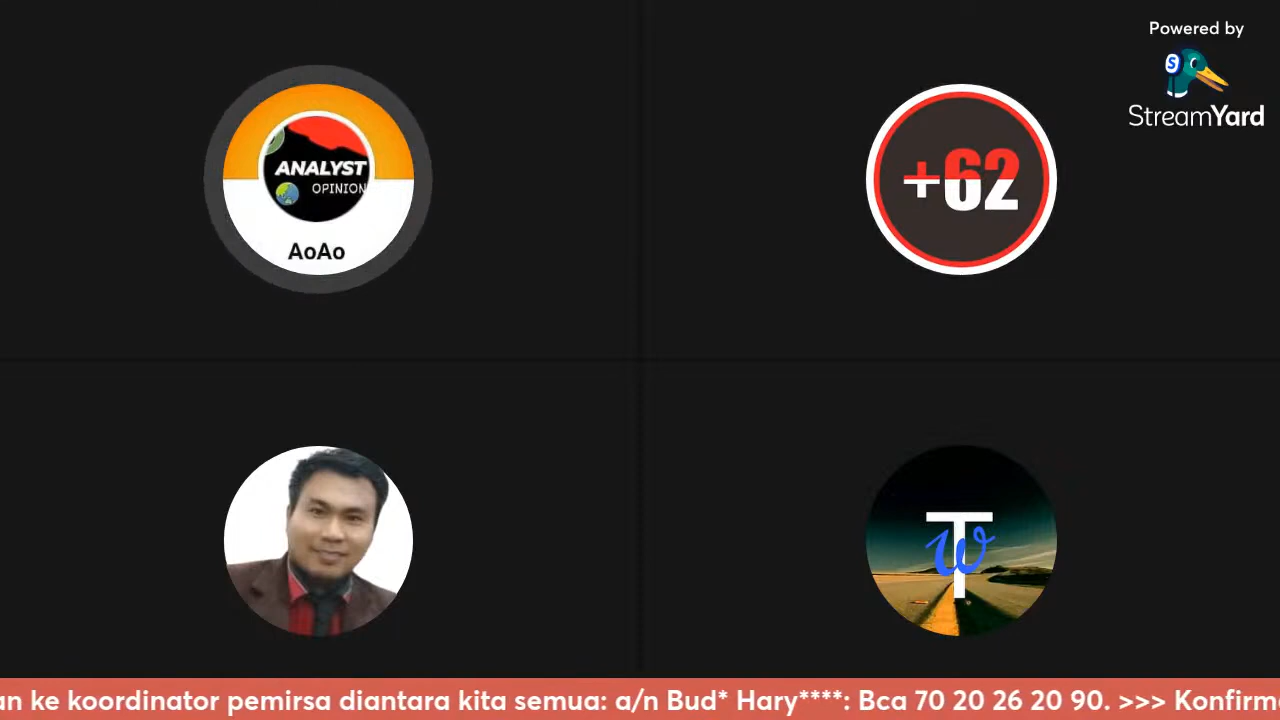 Powered by
StreamYard
ANALYST
OPINION
AoAo
+62
Tw
an ke koordinator pemirsa diantara kita semua: a/n Bud* Hary****: Bca 70 20 26 20 90. >>> Konfirm